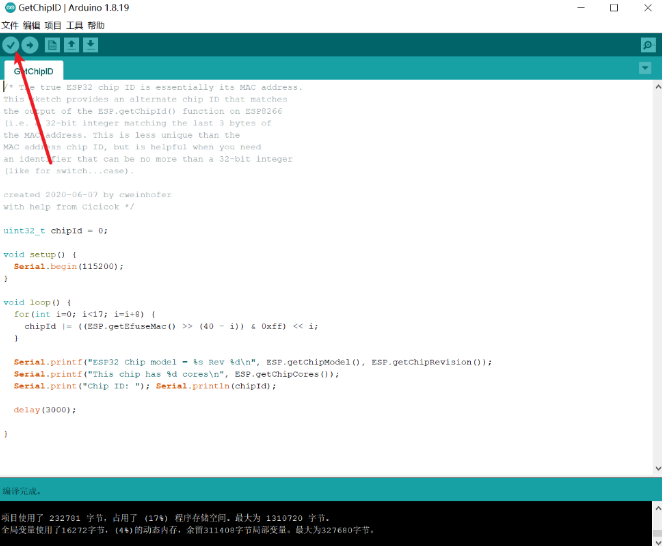 GetChipID | Arduino 1.8.19
文件 编辑 项目 工具 帮助
GetChipID
/* The true ESP32 chip ID is essentially its MAC address.
This sketch provides an alternate chip ID that matches
the output of the ESP.getChipId() function on ESP8266
(i.e. a 32-bit integer matching the last 3 bytes of
the MAC address. This is less unique than the
MAC address chip ID, but is helpful when you need
an identifier that can be no more than a 32-bit integer
(like for switch...case).
created 2020-06-07 by cweinhofer
with help from Cicicok */
uint32_t chipId = 0;
void setup() {
Serial.begin(115200);
}
void loop() {
for(int i=0; i<17; i=i+8) {
chipId |= ((ESP.getEfuseMac() >> (40 - i)) & 0xff) << i;
}
Serial.printf("ESP32 Chip model = %s Rev %d\n", ESP.getChipModel(), ESP.getChipRevision());
Serial.printf("This chip has %d cores\n", ESP.getChipCores());
Serial.print("Chip ID: "); Serial.println(chipId);
delay(3000);
}
编译完成。
项目使用了 232781 字节，占用了 (17%) 程序存储空间。最大为 1310720 字节。
全局变量使用了16272字节，(4%)的动态内存，余留311408字节局部变量。最大为327680字节。